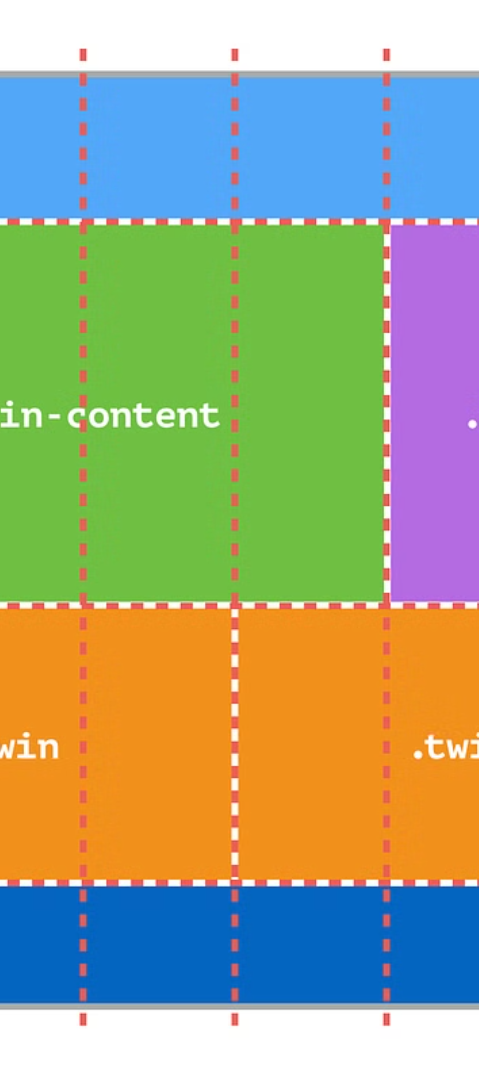 in-content
.
win
.twi